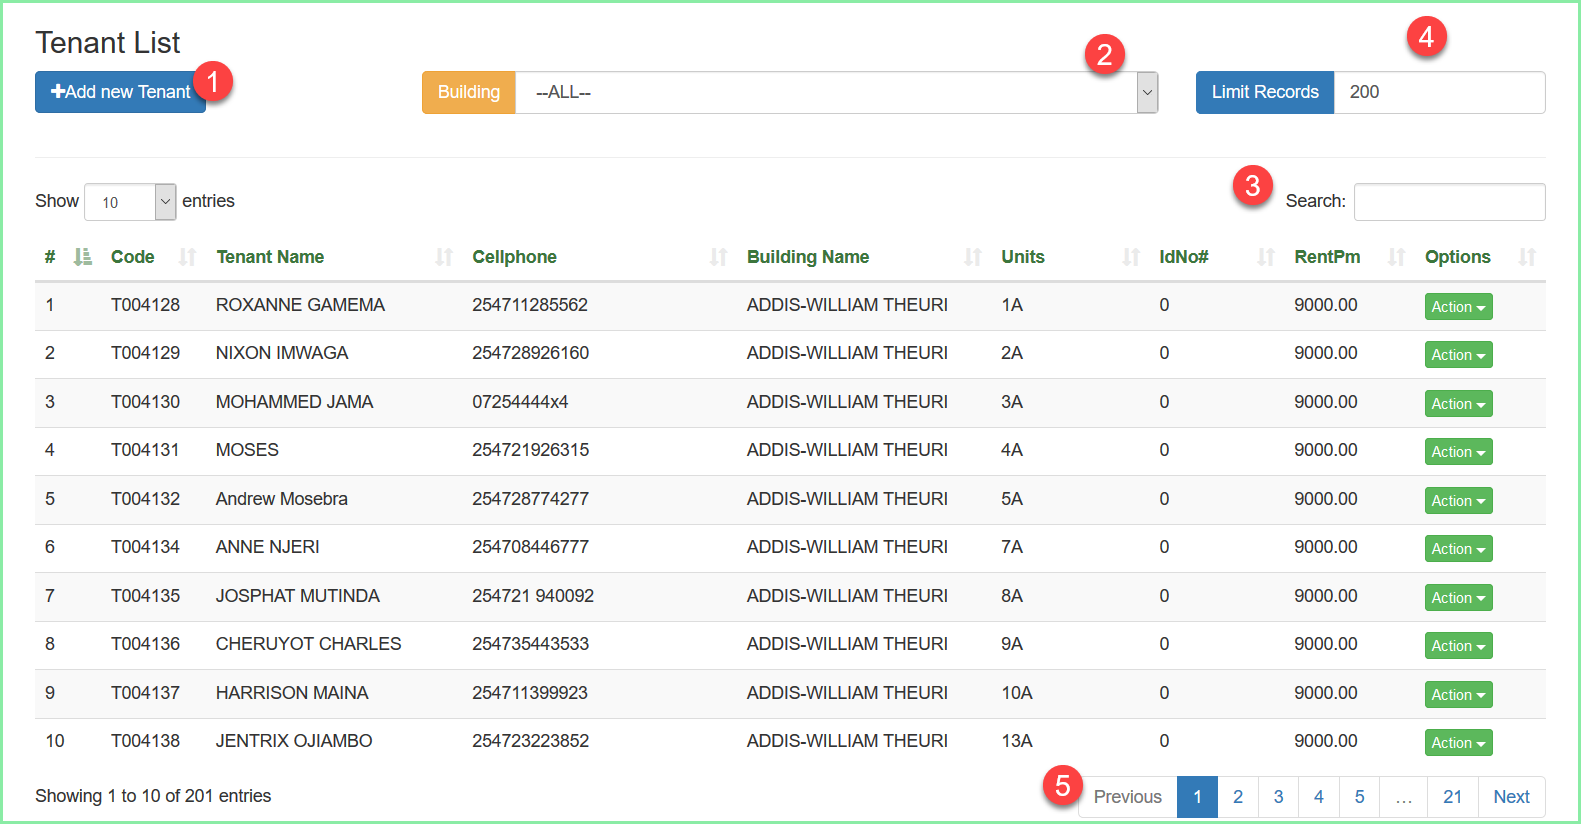 Tenant List
Add new Tenant 1
Building --ALL-- 2
Limit Records 200 4
Show 10 entries
3 Search:
# Code Tenant Name Cellphone Building Name Units IdNo# RentPm Options
1 T004128 ROXANNE GAMEMA 254711285562 ADDIS-WILLIAM THEURI 1A 0 9000.00 Action
2 T004129 NIXON IMWAGA 254728926160 ADDIS-WILLIAM THEURI 2A 0 9000.00 Action
3 T004130 MOHAMMED JAMA 07254444x4 ADDIS-WILLIAM THEURI 3A 0 9000.00 Action
4 T004131 MOSES 254721926315 ADDIS-WILLIAM THEURI 4A 0 9000.00 Action
5 T004132 Andrew Mosebra 254728774277 ADDIS-WILLIAM THEURI 5A 0 9000.00 Action
6 T004134 ANNE NJERI 254708446777 ADDIS-WILLIAM THEURI 7A 0 9000.00 Action
7 T004135 JOSPHAT MUTINDA 254721 940092 ADDIS-WILLIAM THEURI 8A 0 9000.00 Action
8 T004136 CHERUYOT CHARLES 254735443533 ADDIS-WILLIAM THEURI 9A 0 9000.00 Action
9 T004137 HARRISON MAINA 254711399923 ADDIS-WILLIAM THEURI 10A 0 9000.00 Action
10 T004138 JENTRIX OJIAMBO 254723223852 ADDIS-WILLIAM THEURI 13A 0 9000.00 Action
Showing 1 to 10 of 201 entries
5 Previous 1 2 3 4 5 … 21 Next